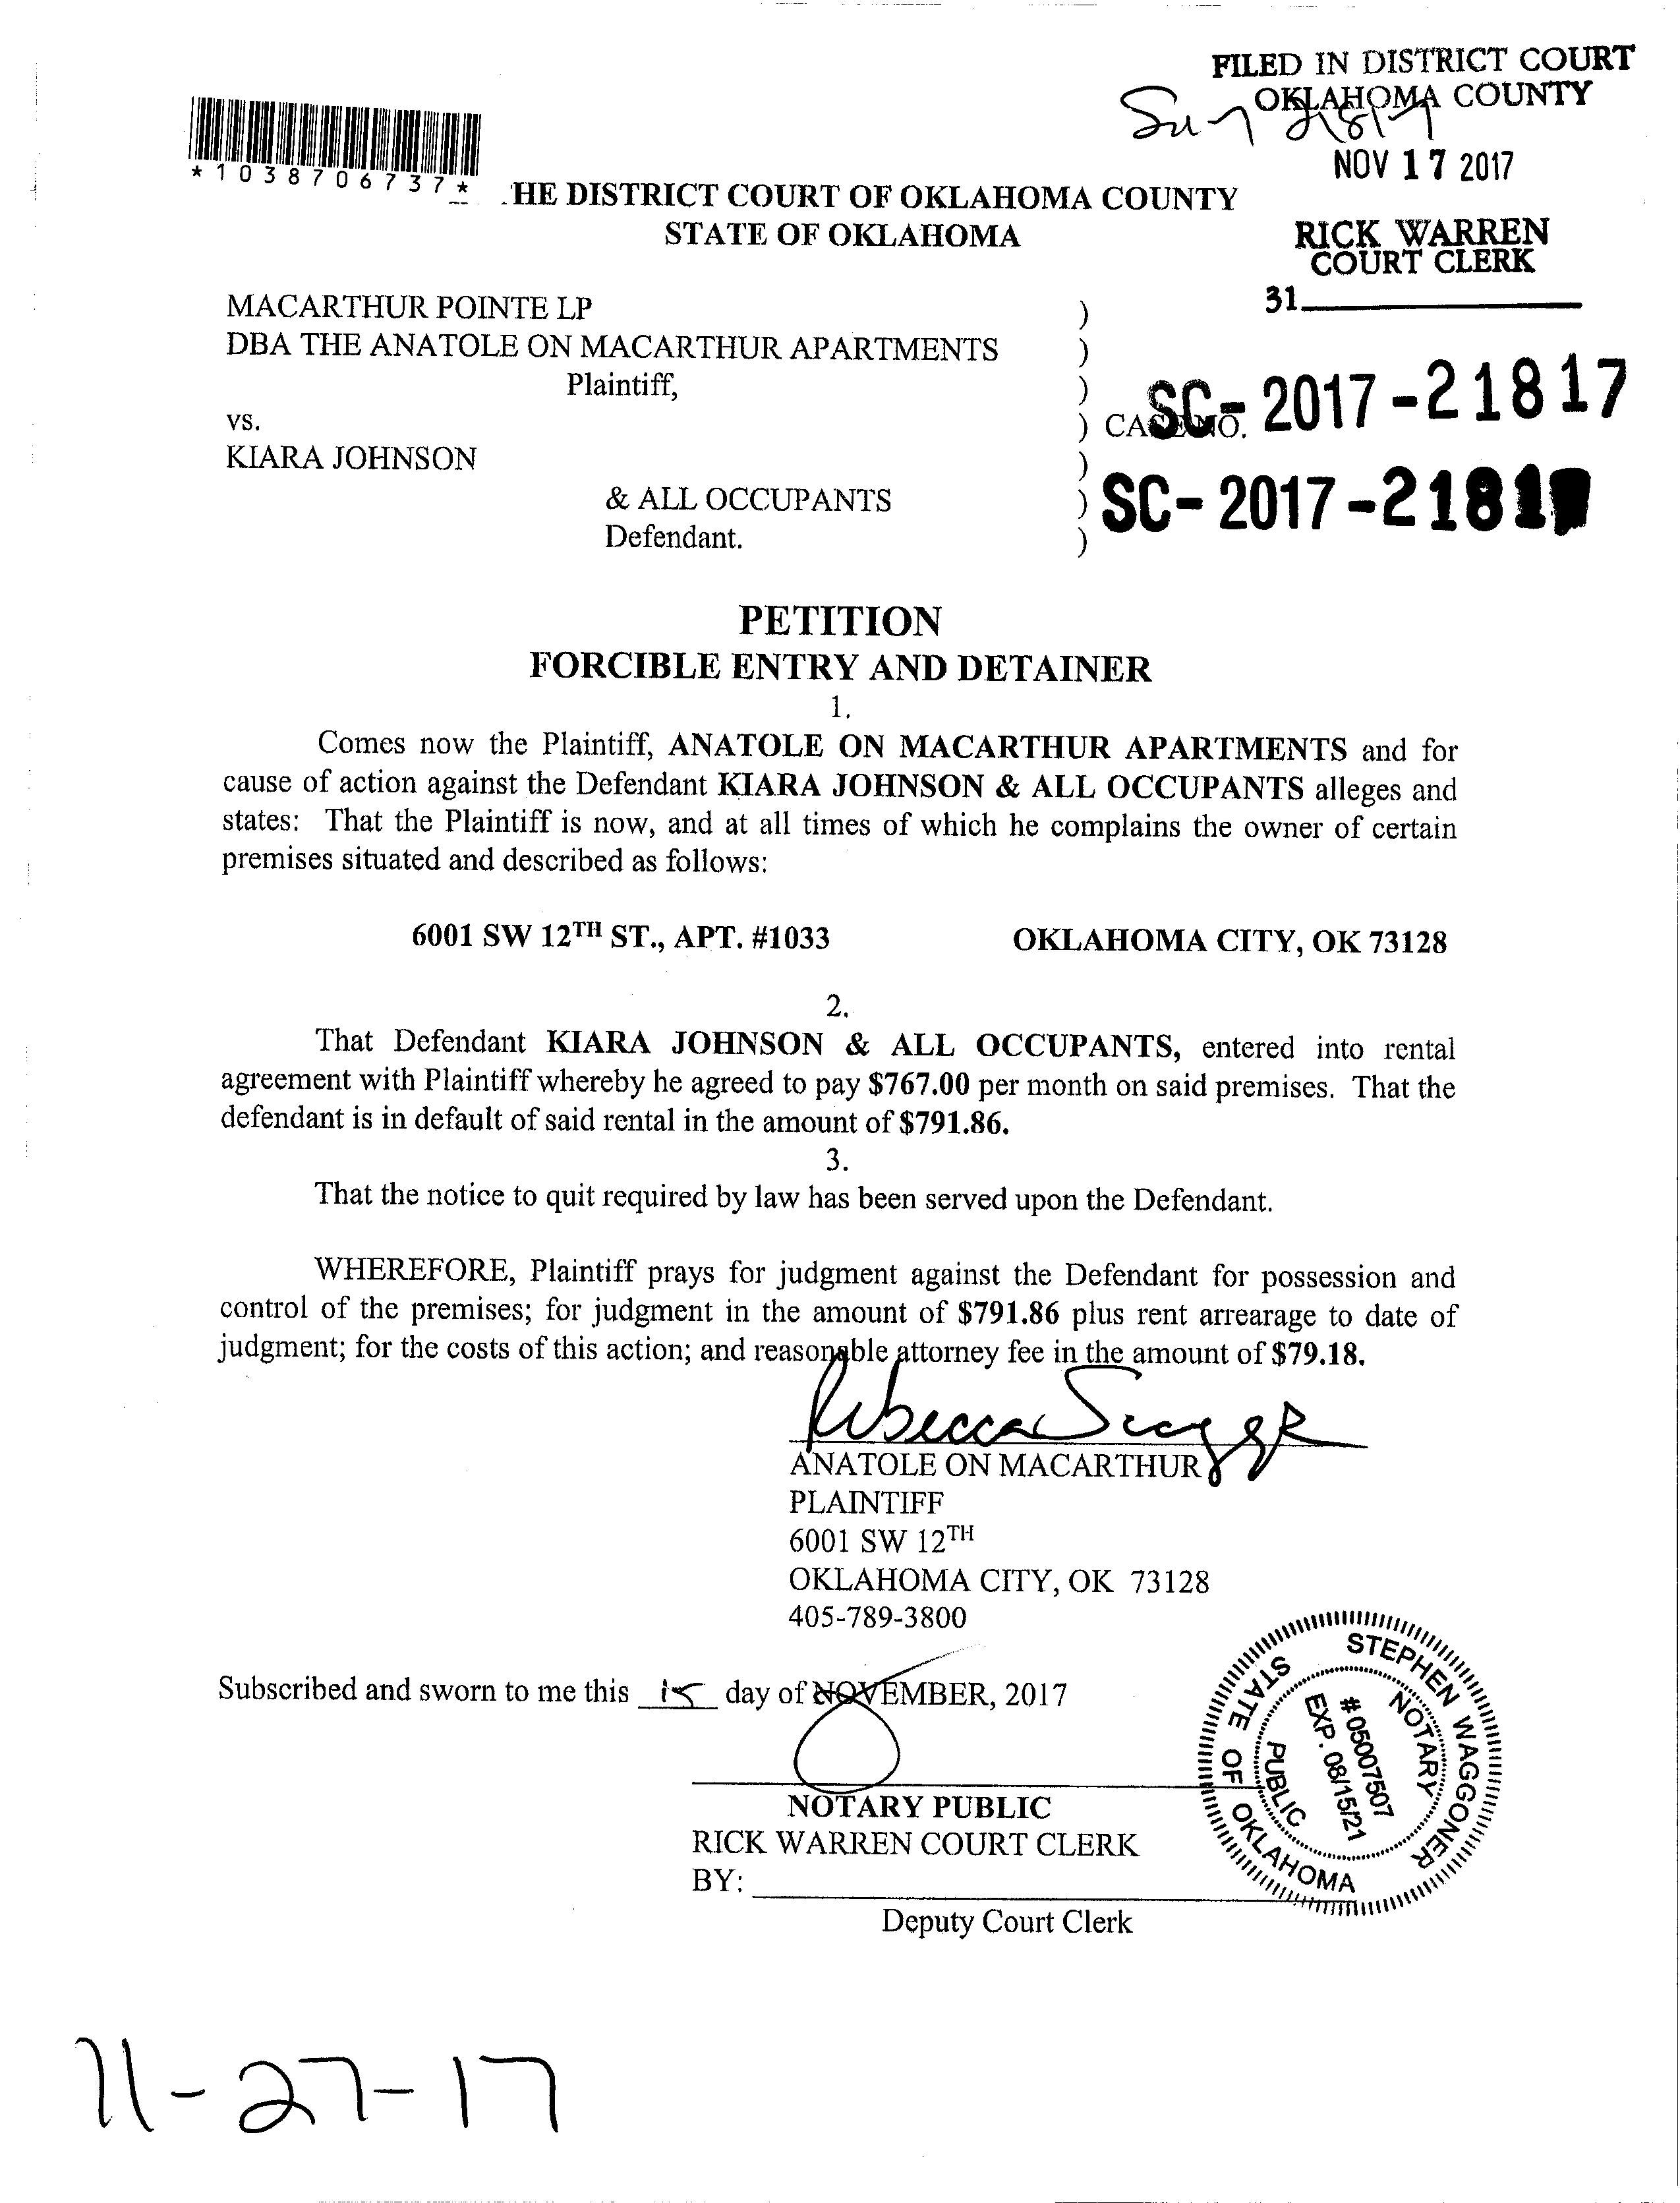 FILED IN DISTRICT COURT
OKLAHOMA COUNTY
NOV 17 2017
RICK WARREN
COURT CLERK
31
*1038706737*
HE DISTRICT COURT OF OKLAHOMA COUNTY
STATE OF OKLAHOMA
MACARTHUR POINTE LP )
DBA THE ANATOLE ON MACARTHUR APARTMENTS )
Plaintiff, )
vs. ) CASE NO. SC-2017-21817
KIARA JOHNSON )
& ALL OCCUPANTS ) SC-2017-2181
Defendant. )
PETITION
FORCIBLE ENTRY AND DETAINER
1.
Comes now the Plaintiff, ANATOLE ON MACARTHUR APARTMENTS and for
cause of action against the Defendant KIARA JOHNSON & ALL OCCUPANTS alleges and
states: That the Plaintiff is now, and at all times of which he complains the owner of certain
premises situated and described as follows:
6001 SW 12TH ST., APT. #1033 OKLAHOMA CITY, OK 73128
2.
That Defendant KIARA JOHNSON & ALL OCCUPANTS, entered into rental
agreement with Plaintiff whereby he agreed to pay $767.00 per month on said premises. That the
defendant is in default of said rental in the amount of $791.86.
3.
That the notice to quit required by law has been served upon the Defendant.
WHEREFORE, Plaintiff prays for judgment against the Defendant for possession and
control of the premises; for judgment in the amount of $791.86 plus rent arrearage to date of
judgment; for the costs of this action; and reasonable attorney fee in the amount of $79.18.
Rebecca
ANATOLE ON MACARTHUR
PLAINTIFF
6001 SW 12TH
OKLAHOMA CITY, OK 73128
405-789-3800
Subscribed and sworn to me this 15 day of NOVEMBER, 2017
NOTARY PUBLIC
RICK WARREN COURT CLERK
BY:
Deputy Court Clerk
STEPHEN WAGGONER
STATE OF OKLAHOMA
NOTARY
PUBLIC
#05007507
EXP. 08/15/21
11-27-17